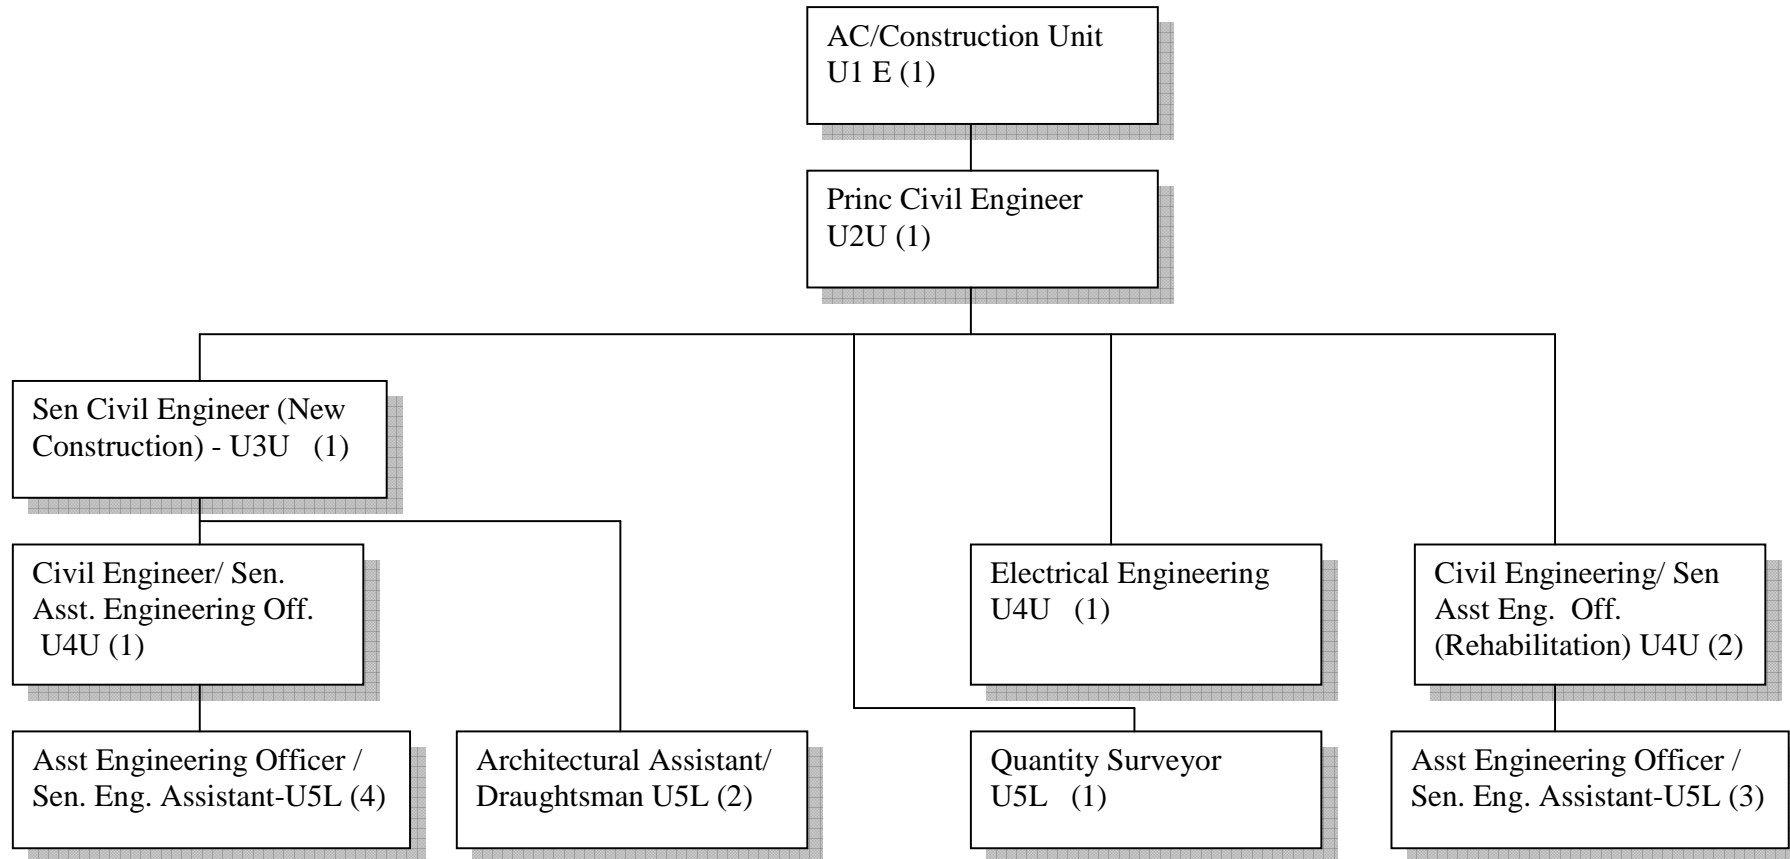 AC/Construction Unit
U1 E (1)
Princ Civil Engineer
U2U (1)
Sen Civil Engineer (New
Construction) - U3U (1)
Civil Engineer/ Sen.
Asst. Engineering Off.
U4U (1)
Electrical Engineering
U4U (1)
Civil Engineering/ Sen
Asst Eng. Off.
(Rehabilitation) U4U (2)
Asst Engineering Officer /
Sen. Eng. Assistant-U5L (4)
Architectural Assistant/
Draughtsman U5L (2)
Quantity Surveyor
U5L (1)
Asst Engineering Officer /
Sen. Eng. Assistant-U5L (3)